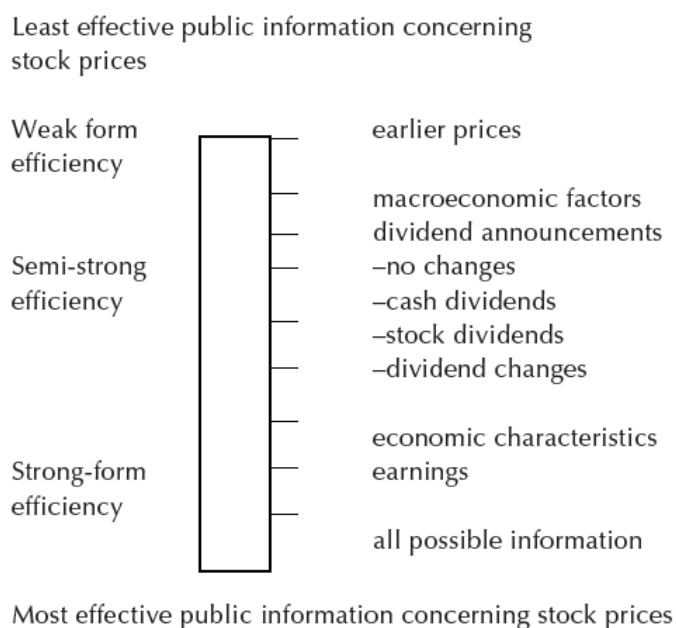 Least effective public information concerning
stock prices
Weak form
efficiency
earlier prices
macroeconomic factors
dividend announcements
Semi-strong
efficiency
–no changes
–cash dividends
–stock dividends
–dividend changes
economic characteristics
Strong-form
efficiency
earnings
all possible information
Most effective public information concerning stock prices